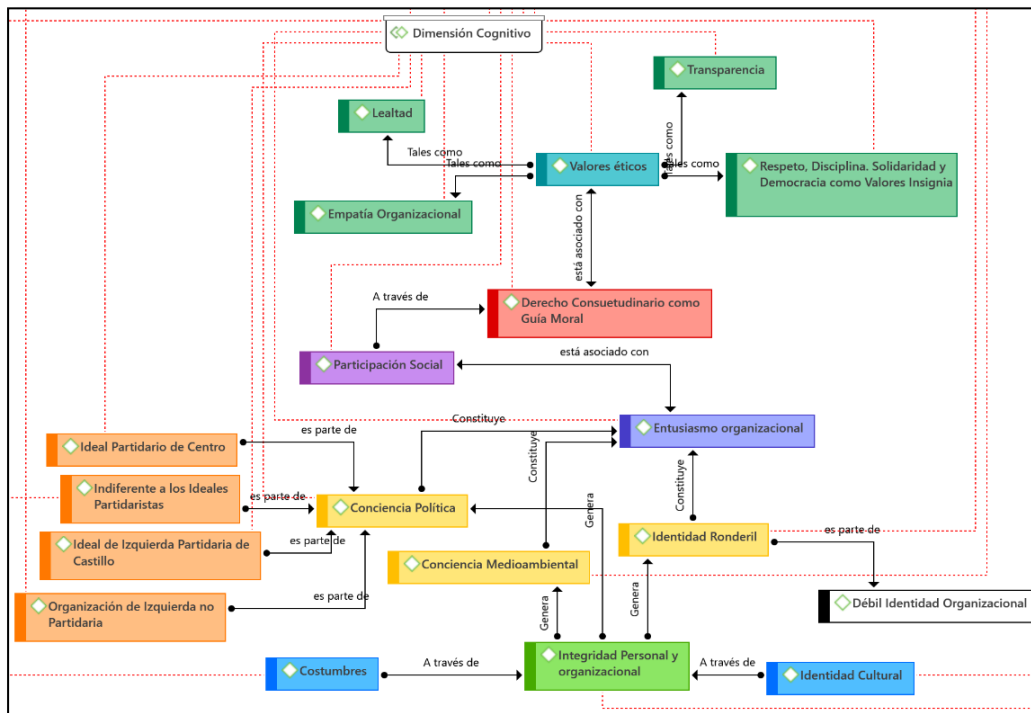 Dimensión Cognitivo
Transparencia
Lealtad
Tales como
Tales como
Tales como
Tales como
Valores éticos
Respeto, Disciplina. Solidaridad y
Democracia como Valores Insignia
Empatía Organizacional
está asociado con
A través de
Derecho Consuetudinario como
Guía Moral
Participación Social
está asociado con
Constituye
Entusiasmo organizacional
Ideal Partidario de Centro
es parte de
Constituye
Constituye
Indiferente a los Ideales
Partidaristas
es parte de
Conciencia Política
Genera
Identidad Ronderil
es parte de
Ideal de Izquierda Partidaria de
Castillo
es parte de
Conciencia Medioambiental
Organización de Izquierda no
Partidaria
es parte de
Genera
Genera
Débil Identidad Organizacional
Costumbres
A través de
Integridad Personal y
organizacional
A través de
Identidad Cultural